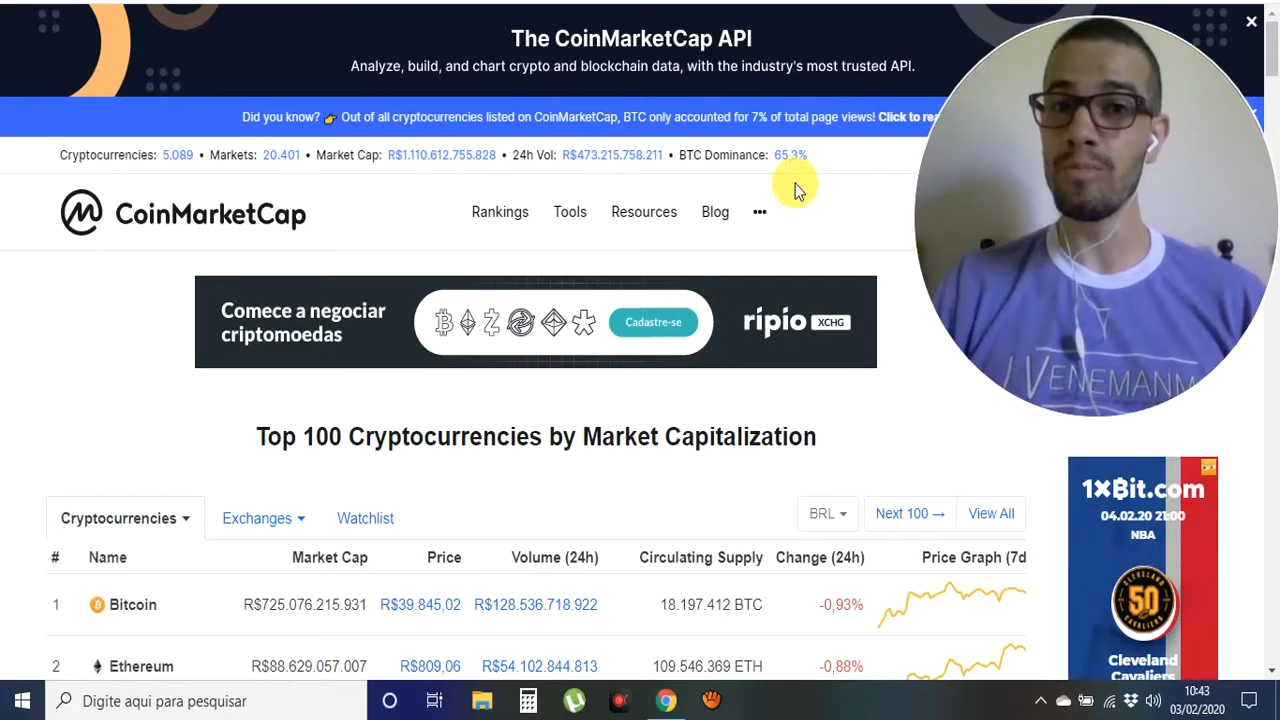 The CoinMarketCap API
Analyze, build, and chart crypto and blockchain data, with the industry's most trusted API.
Did you know? 👉 Out of all cryptocurrencies listed on CoinMarketCap, BTC only accounted for 7% of total page views! Click to
Cryptocurrencies: 5.089 • Markets: 20.401 • Market Cap: R$1.110.612.755.828 • 24h Vol: R$473.215.758.211 • BTC Dominance: 65,3%
CoinMarketCap
Rankings Tools Resources Blog •••
Comece a negociar
criptomoedas
Cadastre-se
ripio XCHG
VENEMANM
Top 100 Cryptocurrencies by Market Capitalization
Cryptocurrencies Exchanges Watchlist BRL Next 100 → View All
# Name Market Cap Price Volume (24h) Circulating Supply Change (24h) Price Graph (7d
1 Bitcoin R$725.076.215.931 R$39.845,02 R$128.536.718.922 18.197.412 BTC -0,93%
2 Ethereum R$88.629.057.007 R$809,06 R$54.102.844.813 109.546.369 ETH -0,88%
1XBit.com
04.02.20 21:00
NBA
CLEVELAND
50
CAVALIERS
Cleveland
Cavaliers
Digite aqui para pesquisar
10:43
03/02/2020